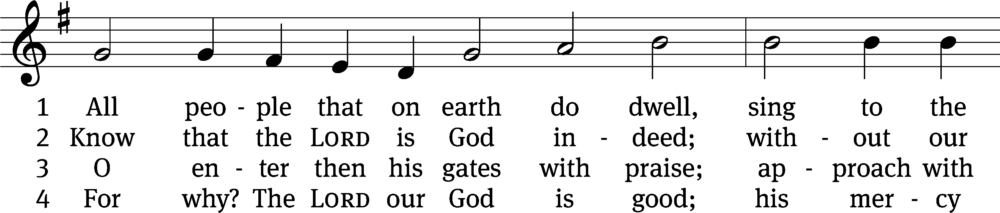 1 All peo - ple that on earth do dwell, sing to the
2 Know that the LORD is God in - deed; with - out our
3 O en - ter then his gates with praise; ap - proach with
4 For why? The LORD our God is good; his mer - cy